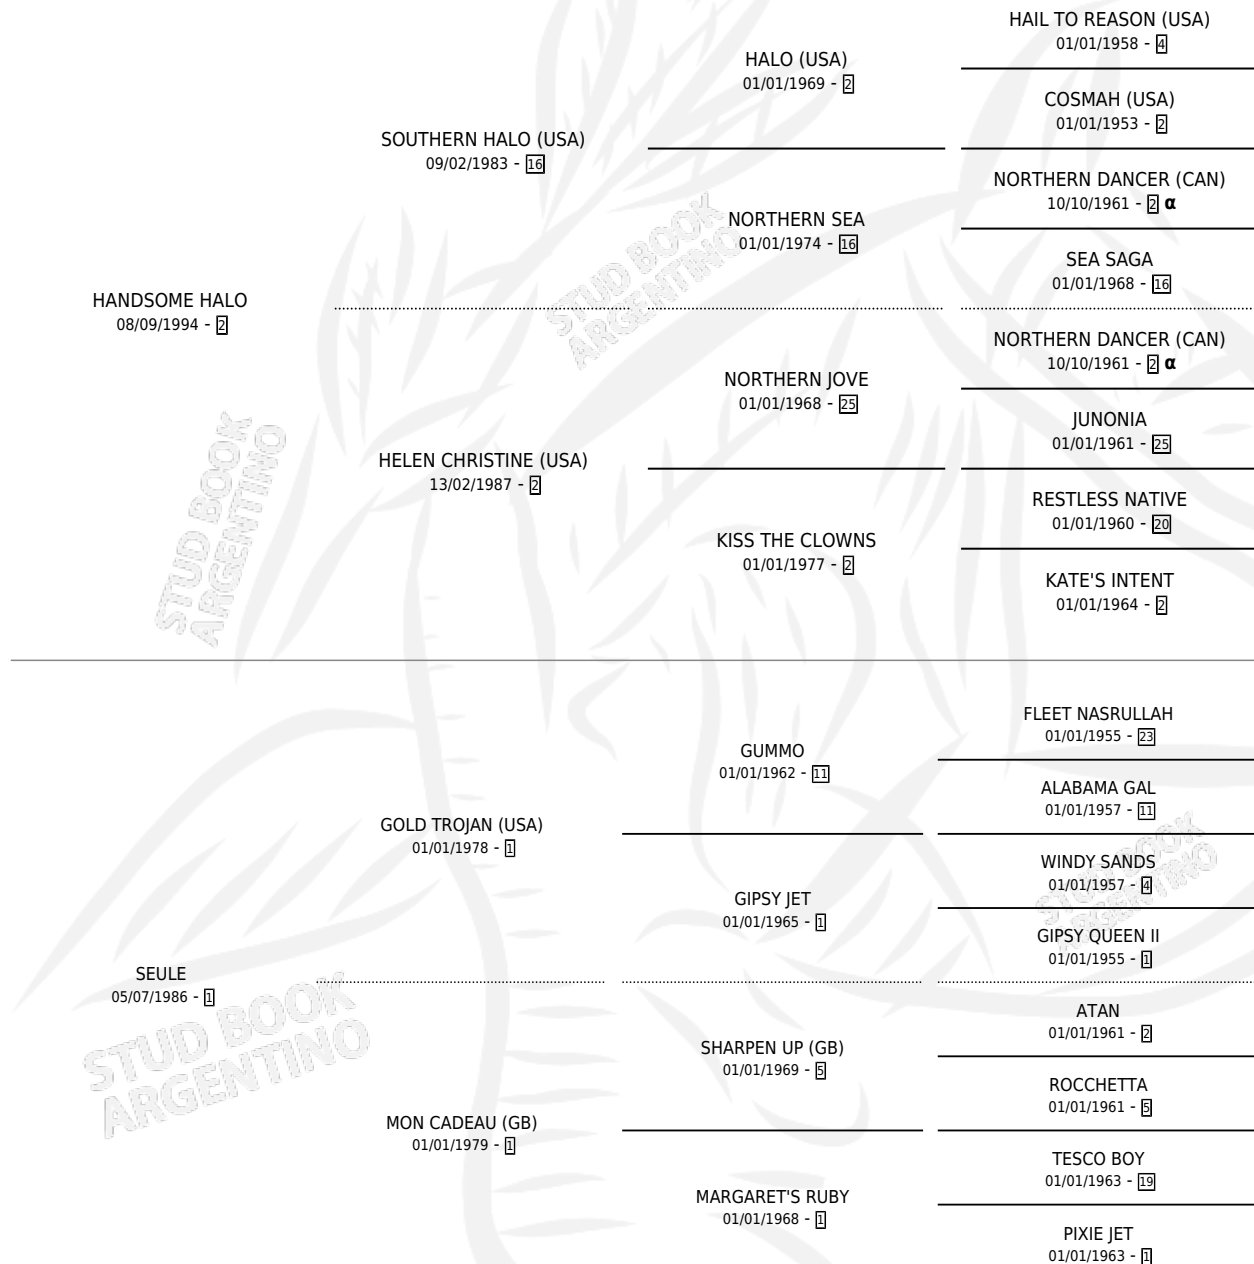 HAIL TO REASON (USA)
01/01/1958 - 4
HALO (USA)
01/01/1969 - 2
COSMAH (USA)
01/01/1953 - 2
SOUTHERN HALO (USA)
09/02/1983 - 16
NORTHERN DANCER (CAN)
10/10/1961 - 2 α
NORTHERN SEA
01/01/1974 - 16
SEA SAGA
01/01/1968 - 16
HANDSOME HALO
08/09/1994 - 2
NORTHERN DANCER (CAN)
10/10/1961 - 2 α
NORTHERN JOVE
01/01/1968 - 25
JUNONIA
01/01/1961 - 25
HELEN CHRISTINE (USA)
13/02/1987 - 2
RESTLESS NATIVE
01/01/1960 - 20
KISS THE CLOWNS
01/01/1977 - 2
KATE'S INTENT
01/01/1964 - 2
FLEET NASRULLAH
01/01/1955 - 23
GUMMO
01/01/1962 - 11
ALABAMA GAL
01/01/1957 - 11
GOLD TROJAN (USA)
01/01/1978 - 1
WINDY SANDS
01/01/1957 - 4
GIPSY JET
01/01/1965 - 1
GIPSY QUEEN II
01/01/1955 - 1
SEULE
05/07/1986 - 1
ATAN
01/01/1961 - 2
SHARPEN UP (GB)
01/01/1969 - 5
ROCCHETTA
01/01/1961 - 5
MON CADEAU (GB)
01/01/1979 - 1
TESCO BOY
01/01/1963 - 19
MARGARET'S RUBY
01/01/1968 - 1
PIXIE JET
01/01/1963 - 1
STUD BOOK
ARGENTINO
STUD BOOK
ARGENTINO
STUD BOOK
ARGENTINO
STUD BOOK
ARGENTINO